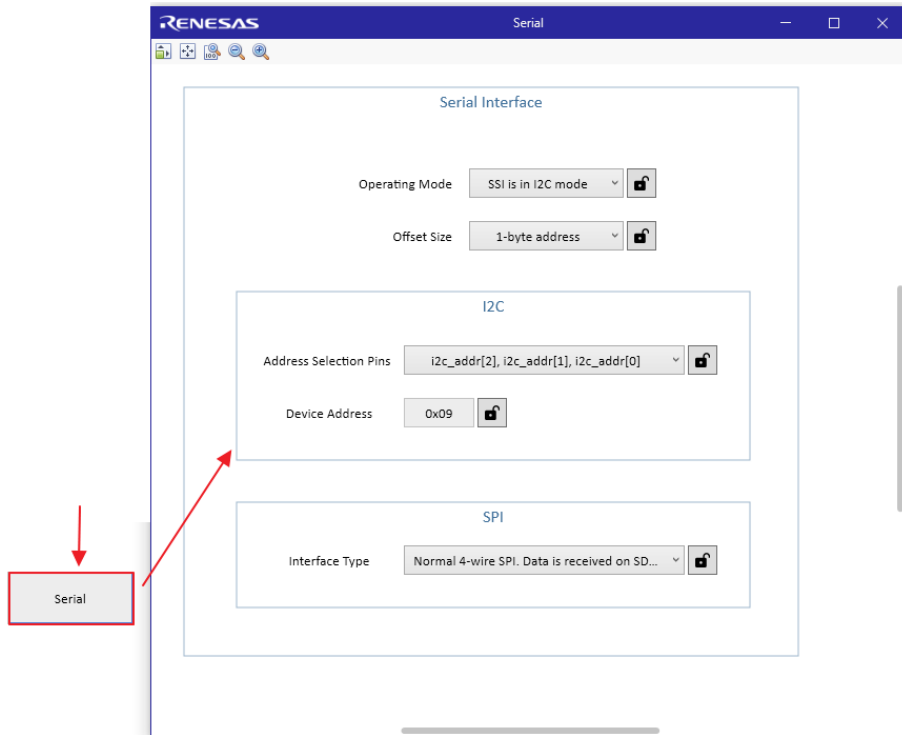 RENESAS
Serial
100
Serial Interface
Operating Mode SSI is in I2C mode
Offset Size 1-byte address
I2C
Address Selection Pins i2c_addr[2], i2c_addr[1], i2c_addr[0]
Device Address 0x09
SPI
Interface Type Normal 4-wire SPI. Data is received on SD...
Serial